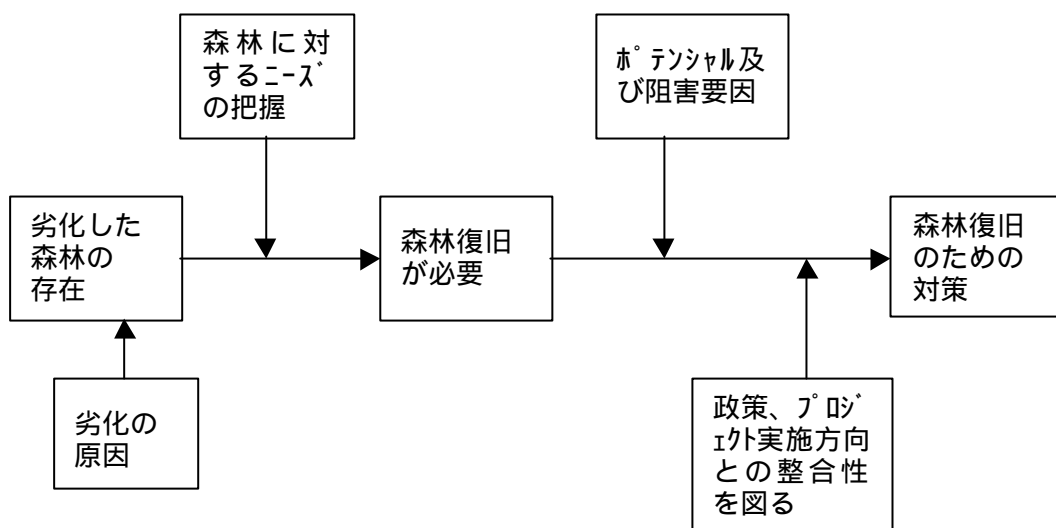 森林に対
するﾆｰｽﾞ
の把握
ﾎﾟﾃﾝｼｬﾙ及
び阻害要因
劣化した
森林の
存在
森林復旧
が必要
森林復旧
のための
対策
劣化の
原因
政策、ﾌﾟﾛｼﾞ
ｪｸﾄ実施方向
との整合性
を図る